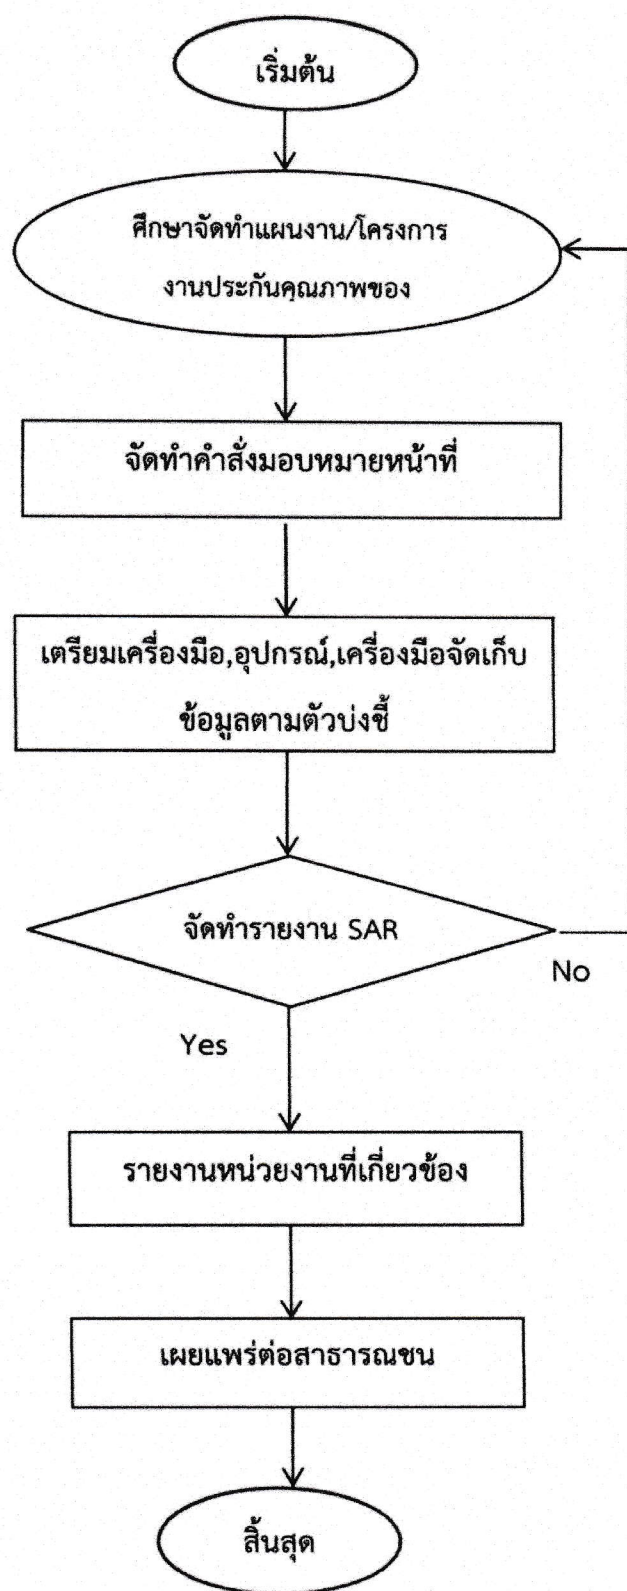 เริ่มต้น
ศึกษาจัดทำแผนงาน/โครงการ
งานประกันคุณภาพของ
จัดทำคำสั่งมอบหมายหน้าที่
เตรียมเครื่องมือ,อุปกรณ์,เครื่องมือจัดเก็บ
ข้อมูลตามตัวบ่งชี้
จัดทำรายงาน SAR
No
Yes
รายงานหน่วยงานที่เกี่ยวข้อง
เผยแพร่ต่อสาธารณชน
สิ้นสุด